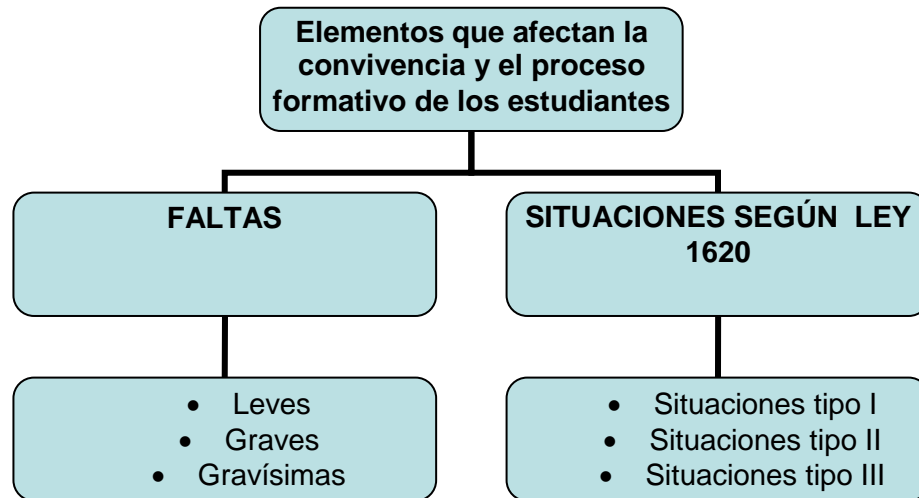 Elementos que afectan la
convivencia y el proceso
formativo de los estudiantes
FALTAS
SITUACIONES SEGÚN LEY
1620
• Leves
• Graves
• Gravísimas
• Situaciones tipo I
• Situaciones tipo II
• Situaciones tipo III